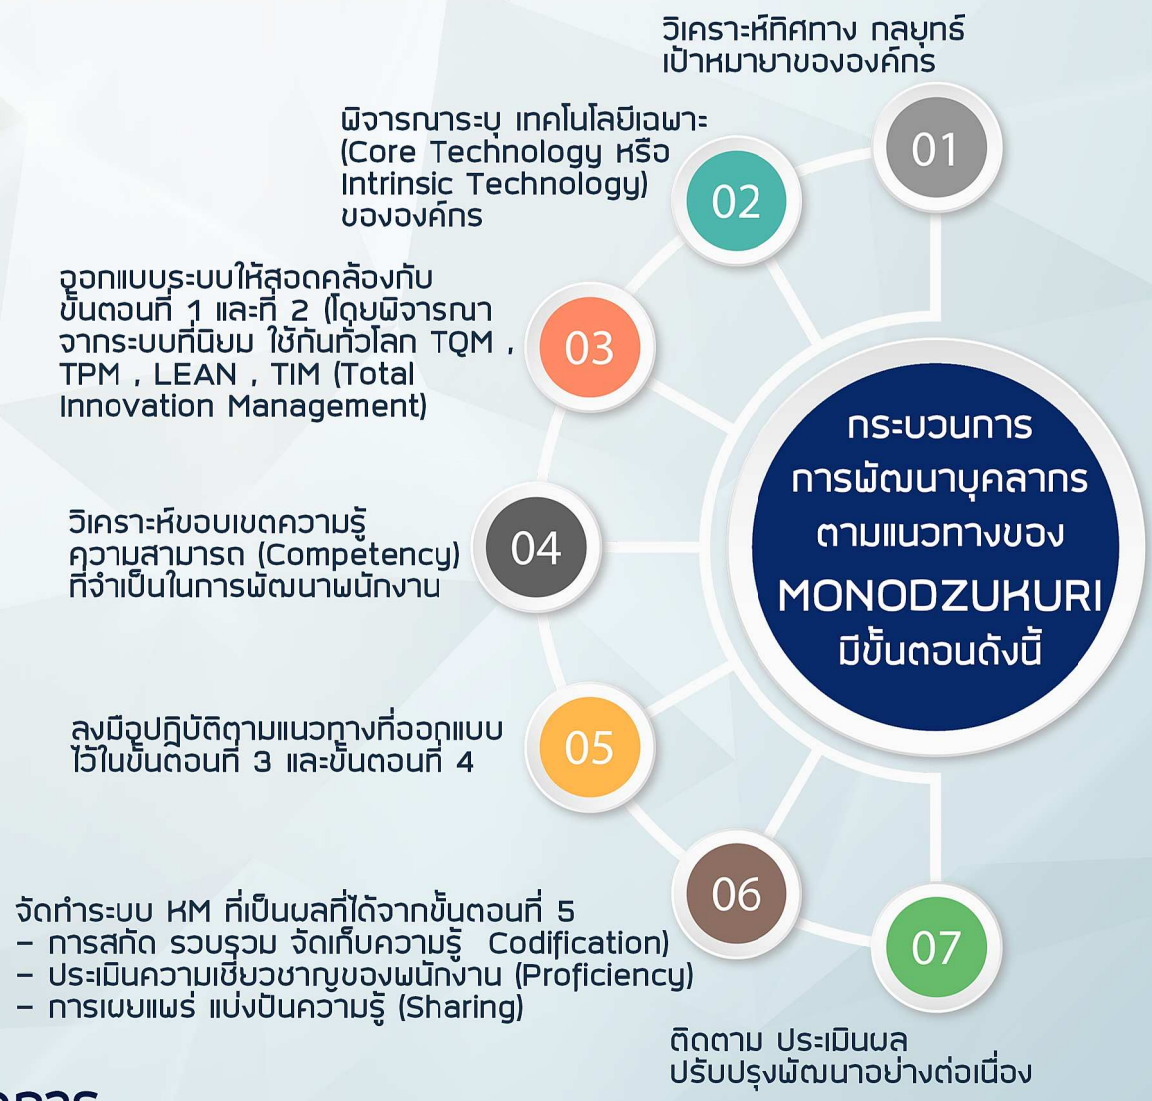 วิเคราะห์ทิศทาง กลยุทธ์
เป้าหมายาขององค์กร
01
พิจารณาระบุ เทคโนโลยีเฉพาะ
(Core Technology หรือ
Intrinsic Technology)
ขององค์กร
02
ออกแบบระบบให้สอดคล้องกับ
ขั้นตอนที่ 1 และที่ 2 (โดยพิจารณา
จากระบบที่นิยม ใช้กันทั่วโลก TQM ,
TPM , LEAN , TIM (Total
Innovation Management)
03
กระบวนการ
การพัฒนาบุคลากร
ตามแนวทางของ
MONODZUKURI
มีขั้นตอนดังนี้
วิเคราะห์ขอบเขตความรู้
ความสามารถ (Competency)
ที่จำเป็นในการพัฒนาพนักงาน
04
ลงมือปฎิบัติตามแนวทางที่ออกแบบ
ไว้ในขั้นตอนที่ 3 และขั้นตอนที่ 4
05
จัดทำระบบ KM ที่เป็นผลที่ได้จากขั้นตอนที่ 5
– การสกัด รวบรวม จัดเก็บความรู้  Codification)
– ประเมินความเชี่ยวชาญของพนักงาน (Proficiency)
– การเผยแพร่ แบ่งปันความรู้ (Sharing)
06
07
ติดตาม ประเมินผล
ปรับปรุงพัฒนาอย่างต่อเนื่อง